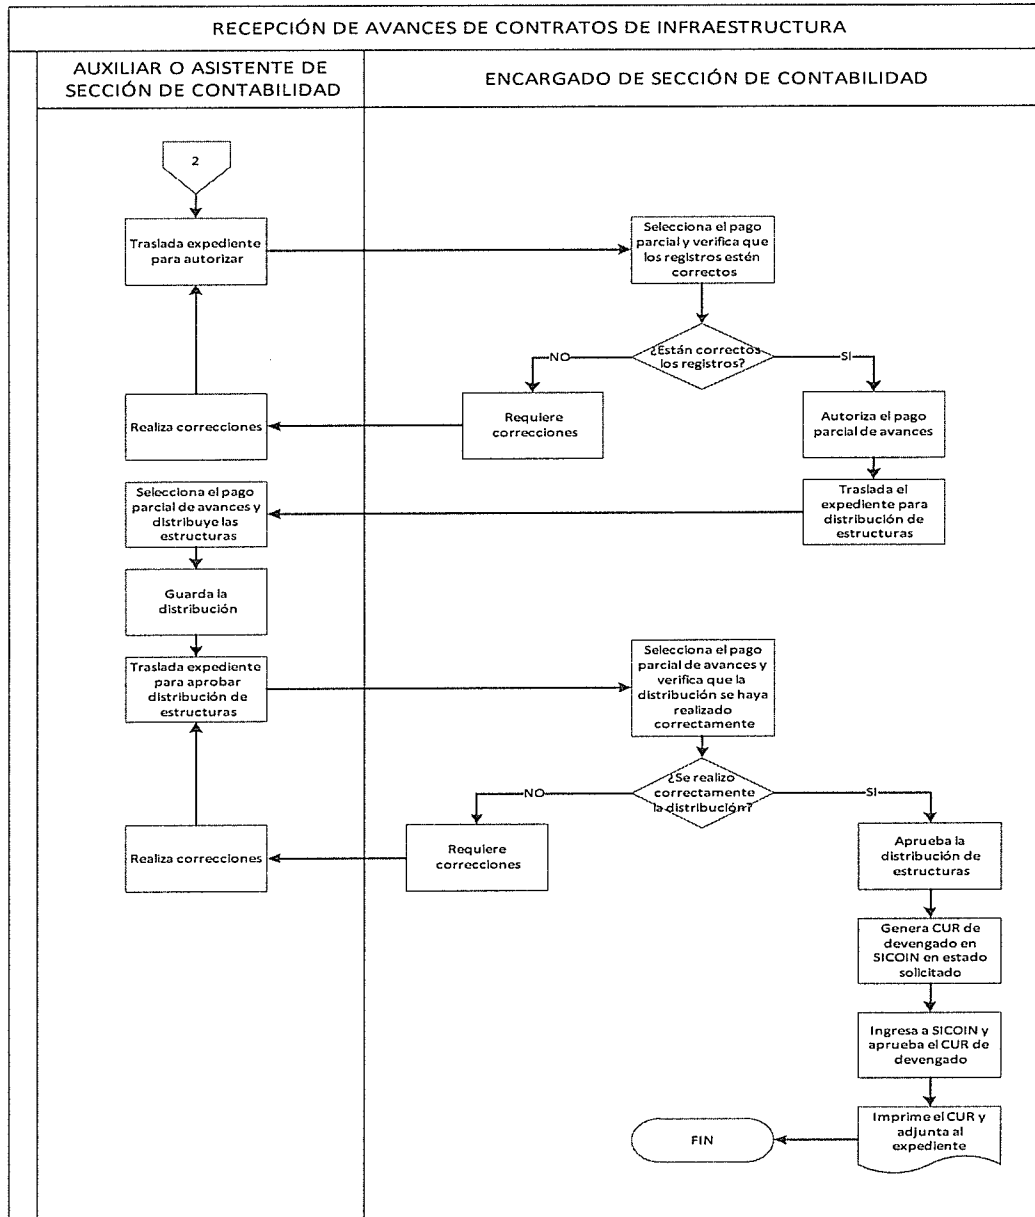 RECEPCIÓN DE AVANCES DE CONTRATOS DE INFRAESTRUCTURA
AUXILIAR O ASISTENTE DE
SECCIÓN DE CONTABILIDAD
ENCARGADO DE SECCIÓN DE CONTABILIDAD
2
Traslada expediente
para autorizar
Selecciona el pago
parcial y verifica que
los registros estén
correctos
¿Están correctos
los registros?
NO
SI
Realiza correcciones
Requiere
correcciones
Autoriza el pago
parcial de avances
Traslada el
expediente para
distribución de
estructuras
Selecciona el pago
parcial de avances y
distribuye las
estructuras
Guarda la
distribución
Traslada expediente
para aprobar
distribución de
estructuras
Selecciona el pago
parcial de avances y
verifica que la
distribución se haya
realizado
correctamente
¿Se realizo
correctamente
la distribución?
NO
SI
Realiza correcciones
Requiere
correcciones
Aprueba la
distribución de
estructuras
Genera CUR de
devengado en
SICOIN en estado
solicitado
Ingresa a SICOIN y
aprueba el CUR de
devengado
Imprime el CUR y
adjunta al
expediente
FIN